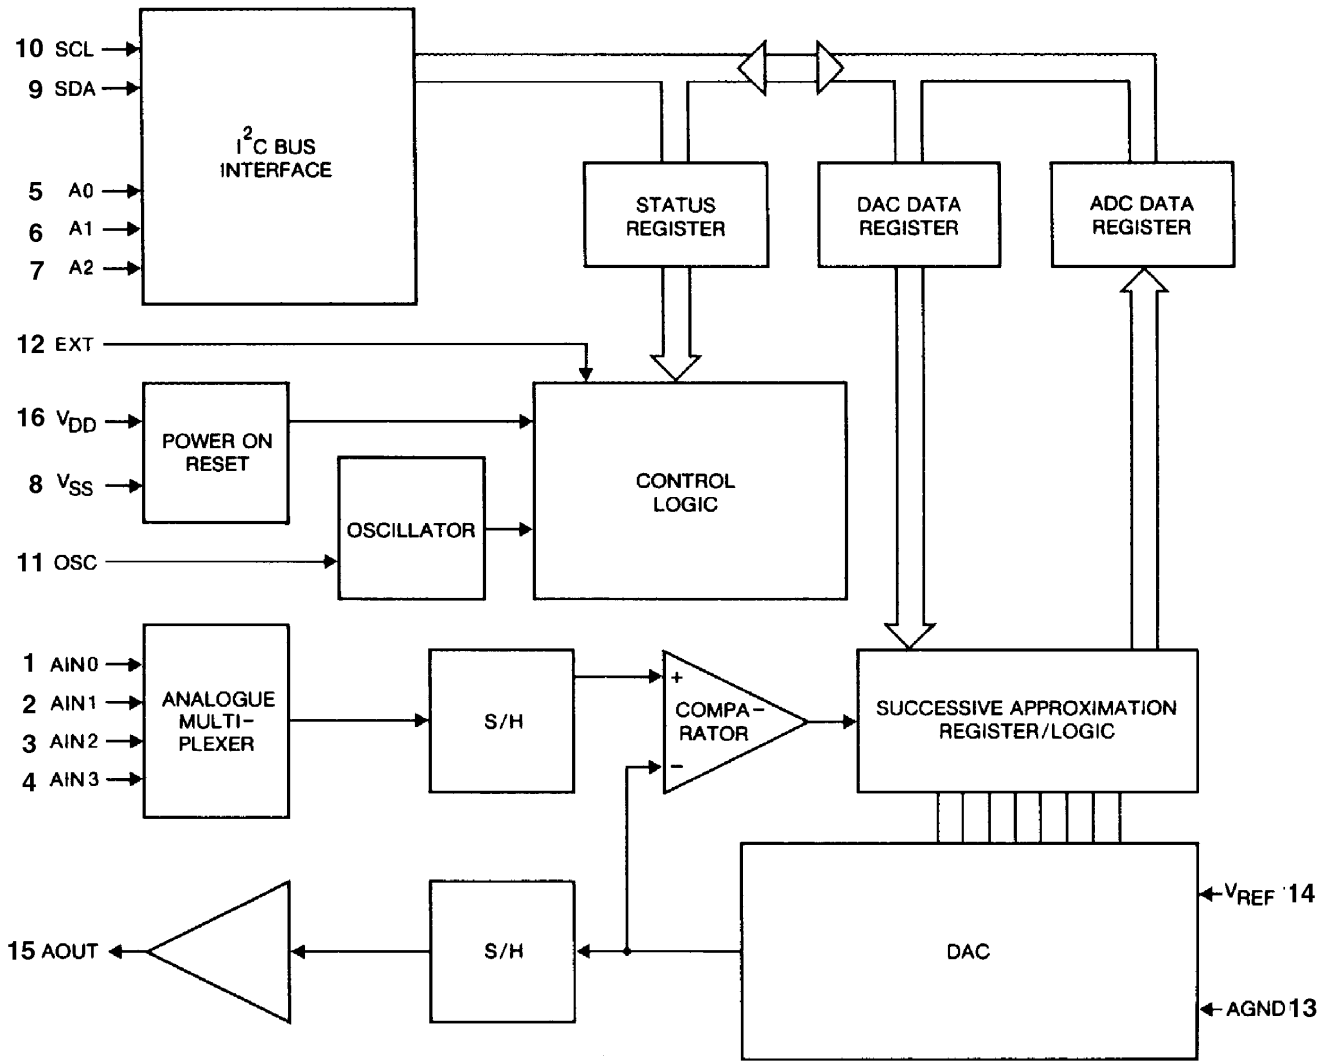 10 SCL
9 SDA
I²C BUS
INTERFACE
5 A0
6 A1
7 A2
STATUS
REGISTER
DAC DATA
REGISTER
ADC DATA
REGISTER
12 EXT
16 VDD
8 VSS
POWER ON
RESET
OSCILLATOR
CONTROL
LOGIC
11 OSC
1 AIN0
2 AIN1
3 AIN2
4 AIN3
ANALOGUE
MULTI-
PLEXER
S/H
+
COMPA-
RATOR
−
SUCCESSIVE APPROXIMATION
REGISTER/LOGIC
15 AOUT
S/H
DAC
VREF 14
AGND 13